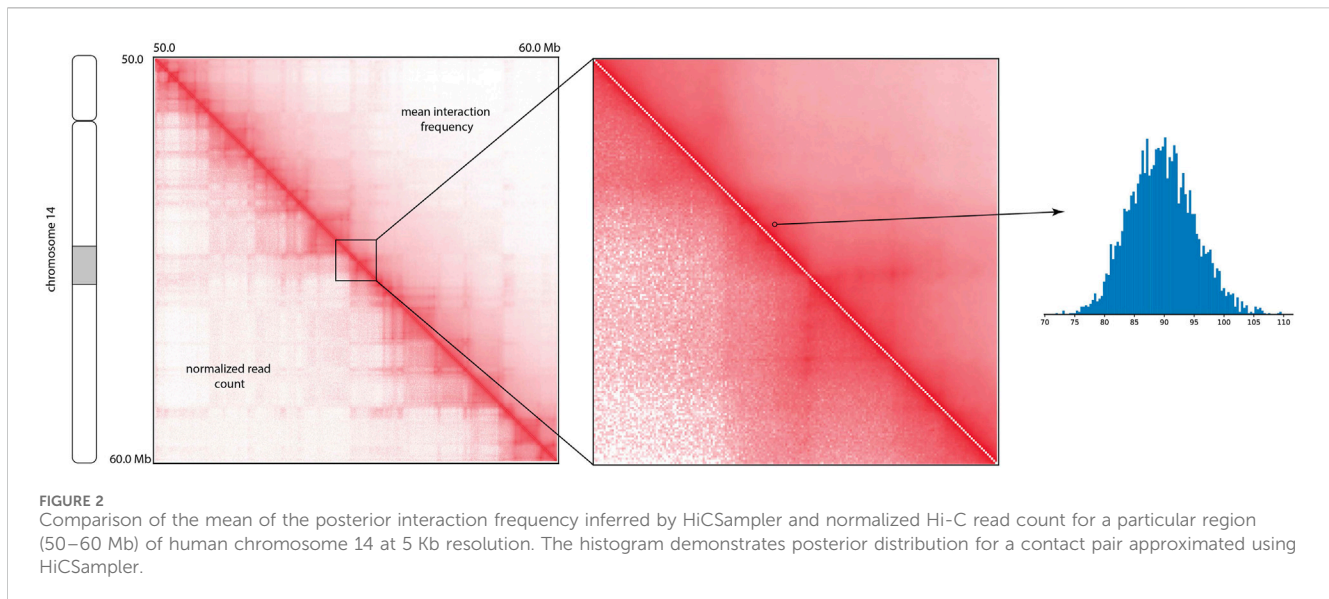 50.0
60.0 Mb
50.0
mean interaction
frequency
chromosome 14
normalized read
count
60.0 Mb
70 75 80 85 90 95 100 105 110
FIGURE 2
Comparison of the mean of the posterior interaction frequency inferred by HiCSampler and normalized Hi-C read count for a particular region
(50–60 Mb) of human chromosome 14 at 5 Kb resolution. The histogram demonstrates posterior distribution for a contact pair approximated using
HiCSampler.